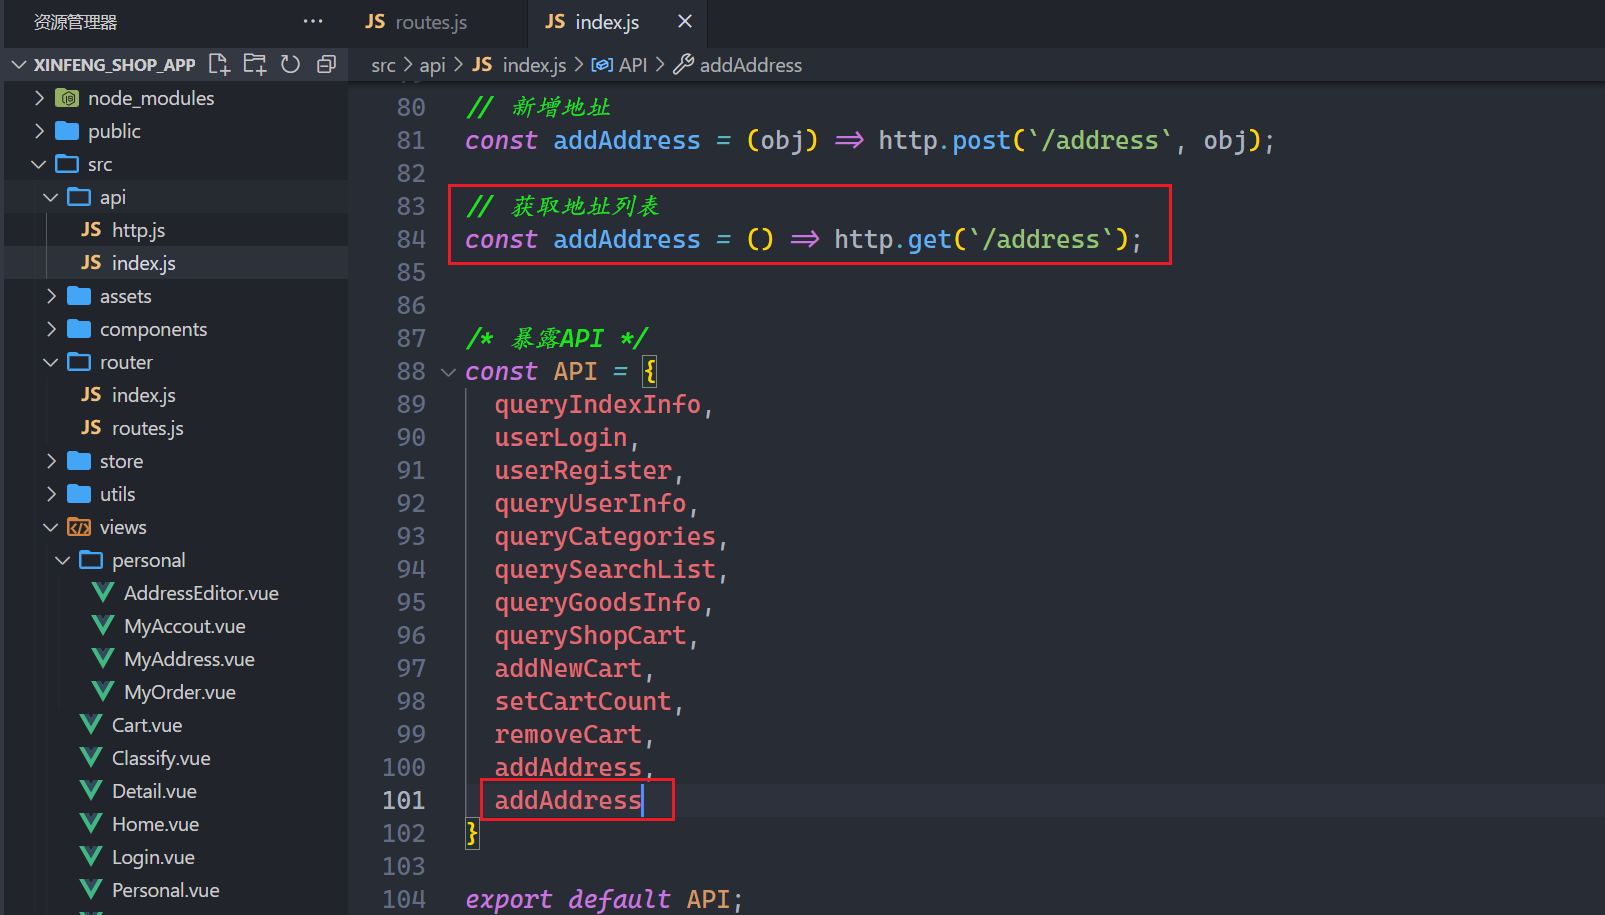 资源管理器 ···
JS routes.js
JS index.js ×
XINFENG_SHOP_APP
src > api > JS index.js > API > addAddress
node_modules
public
src
api
JS http.js
JS index.js
assets
components
router
JS index.js
JS routes.js
store
utils
views
personal
AddressEditor.vue
MyAccout.vue
MyAddress.vue
MyOrder.vue
Cart.vue
Classify.vue
Detail.vue
Home.vue
Login.vue
Personal.vue
80 // 新增地址
81 const addAddress = (obj) => http.post(`/address`, obj);
82
83 // 获取地址列表
84 const addAddress = () => http.get(`/address`);
85
86
87 /* 暴露API */
88 const API = {
89 queryIndexInfo,
90 userLogin,
91 userRegister,
92 queryUserInfo,
93 queryCategories,
94 querySearchList,
95 queryGoodsInfo,
96 queryShopCart,
97 addNewCart,
98 setCartCount,
99 removeCart,
100 addAddress,
101 addAddress
102 }
103
104 export default API;